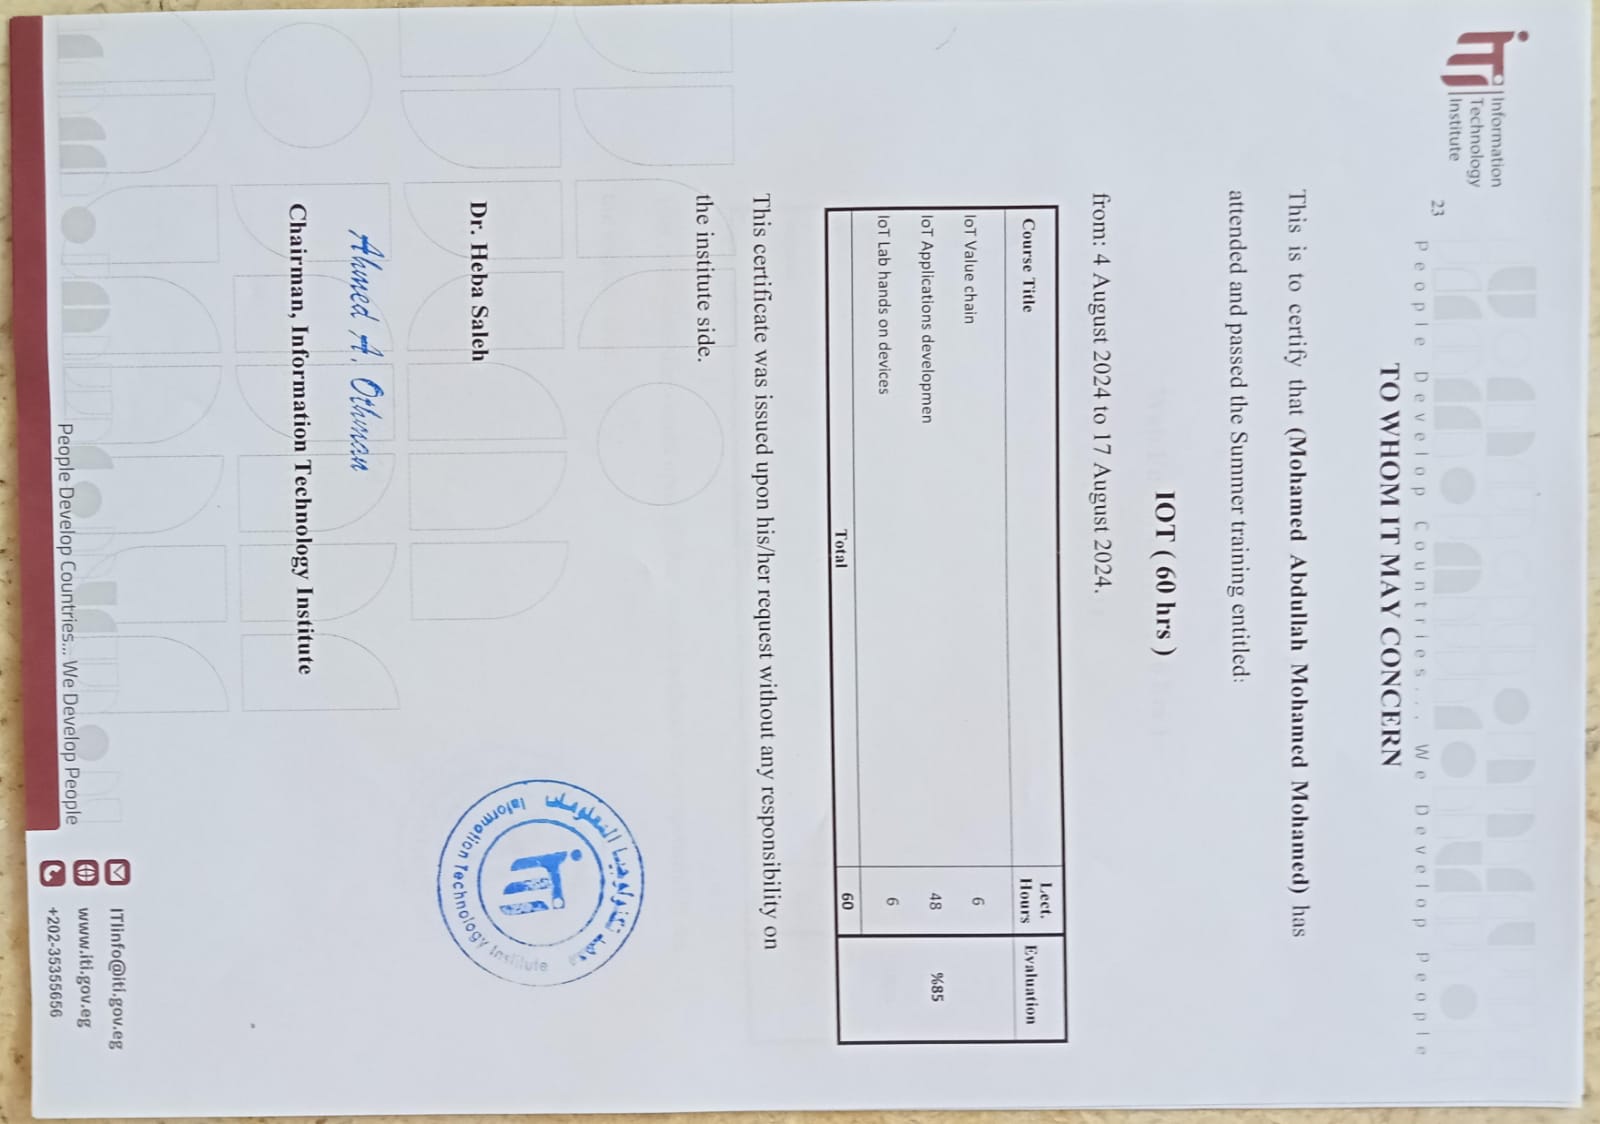 iTi
Information
Technology
Institute
23
People Develop Countries... We Develop People
TO WHOM IT MAY CONCERN
This is to certify that (Mohamed Abdullah Mohamed Mohamed) has
attended and passed the Summer training entitled:
IOT ( 60 hrs )
from: 4 August 2024 to 17 August 2024.
Course Title Lect. Hours Evaluation
IoT Value chain 6
IoT Applications developmen 48 %85
IoT Lab hands on devices 6
Total 60
This certificate was issued upon his/her request without any responsibility on
the institute side.
معهد تكنولوجيا المعلومات
iTi
Information Technology Institute
Dr. Heba Saleh
Ahmed A. Othman
Chairman, Information Technology Institute
People Develop Countries... We Develop People
ITIinfo@iti.gov.eg
www.iti.gov.eg
+202-35355656